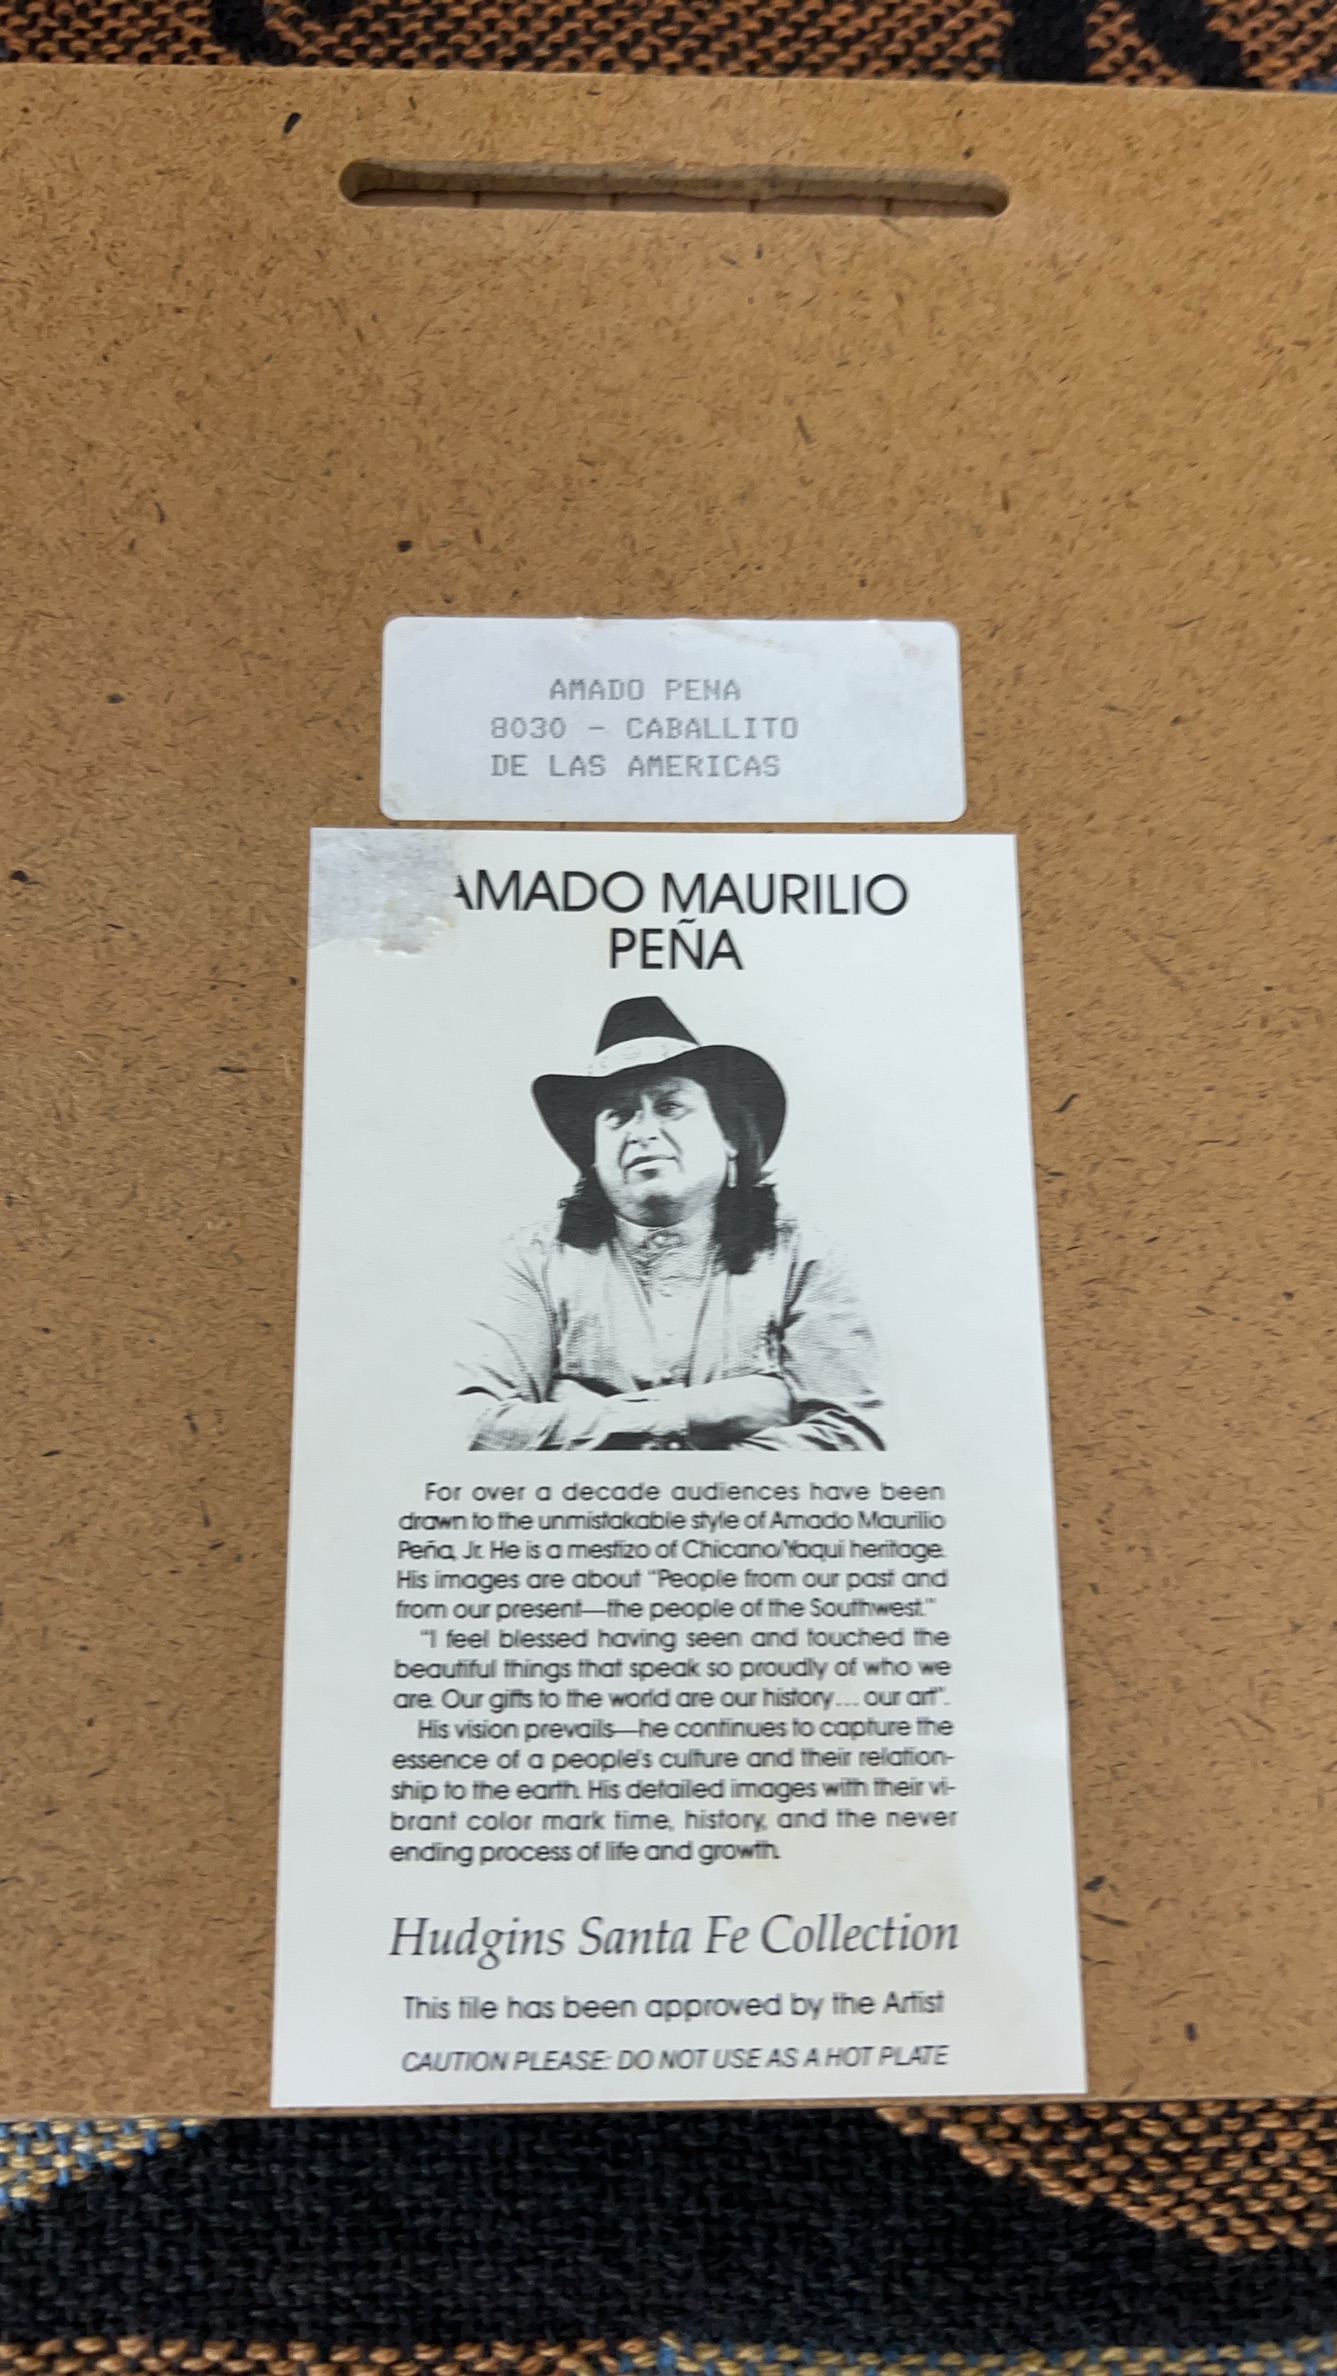 AMADO PENA
8030 - CABALLITO
DE LAS AMERICAS
AMADO MAURILIO
PEÑA
For over a decade audiences have been
drawn to the unmistakable style of Amado Maurilio
Peña, Jr. He is a mestizo of Chicano/Yaqui heritage.
His images are about "People from our past and
from our present—the people of the Southwest."
"I feel blessed having seen and touched the
beautiful things that speak so proudly of who we
are. Our gifts to the world are our history... our art".
His vision prevails—he continues to capture the
essence of a people's culture and their relation-
ship to the earth. His detailed images with their vi-
brant color mark time, history, and the never
ending process of life and growth.
Hudgins Santa Fe Collection
This tile has been approved by the Artist
CAUTION PLEASE: DO NOT USE AS A HOT PLATE